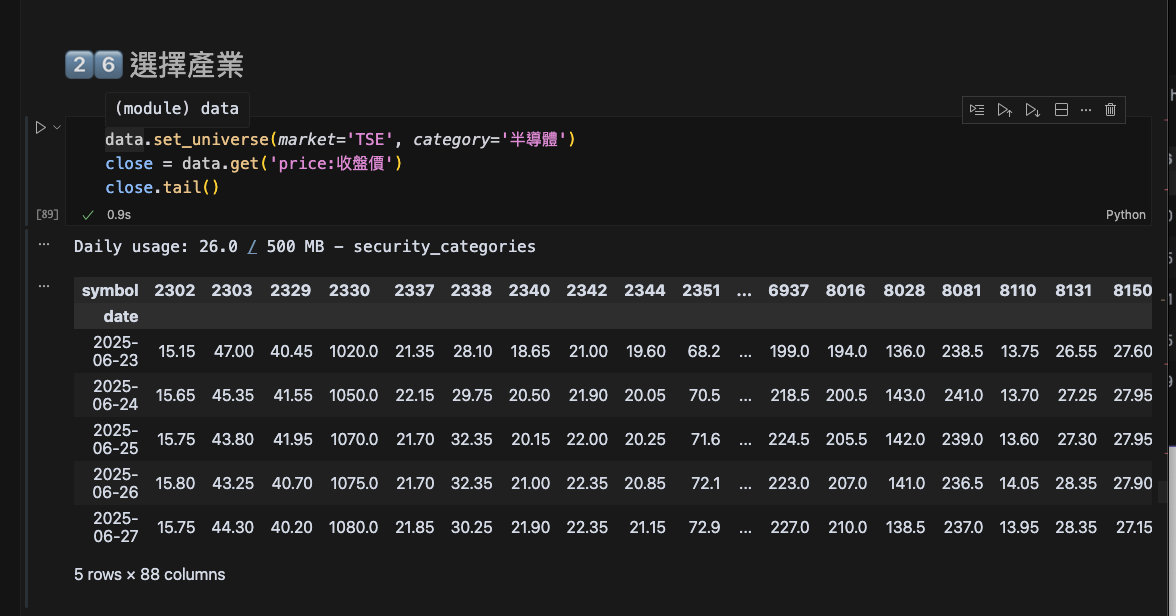 26 選擇產業
(module) data
data.set_universe(market='TSE', category='半導體')
close = data.get('price:收盤價')
close.tail()
[89] ✓ 0.9s Python
... Daily usage: 26.0 / 500 MB – security_categories
...
symbol 2302 2303 2329 2330 2337 2338 2340 2342 2344 2351 ... 6937 8016 8028 8081 8110 8131 8150
date
2025-06-23 15.15 47.00 40.45 1020.0 21.35 28.10 18.65 21.00 19.60 68.2 ... 199.0 194.0 136.0 238.5 13.75 26.55 27.60
2025-06-24 15.65 45.35 41.55 1050.0 22.15 29.75 20.50 21.90 20.05 70.5 ... 218.5 200.5 143.0 241.0 13.70 27.25 27.95
2025-06-25 15.75 43.80 41.95 1070.0 21.70 32.35 20.15 22.00 20.25 71.6 ... 224.5 205.5 142.0 239.0 13.60 27.30 27.95
2025-06-26 15.80 43.25 40.70 1075.0 21.70 32.35 21.00 22.35 20.85 72.1 ... 223.0 207.0 141.0 236.5 14.05 28.35 27.90
2025-06-27 15.75 44.30 40.20 1080.0 21.85 30.25 21.90 22.35 21.15 72.9 ... 227.0 210.0 138.5 237.0 13.95 28.35 27.15
5 rows × 88 columns